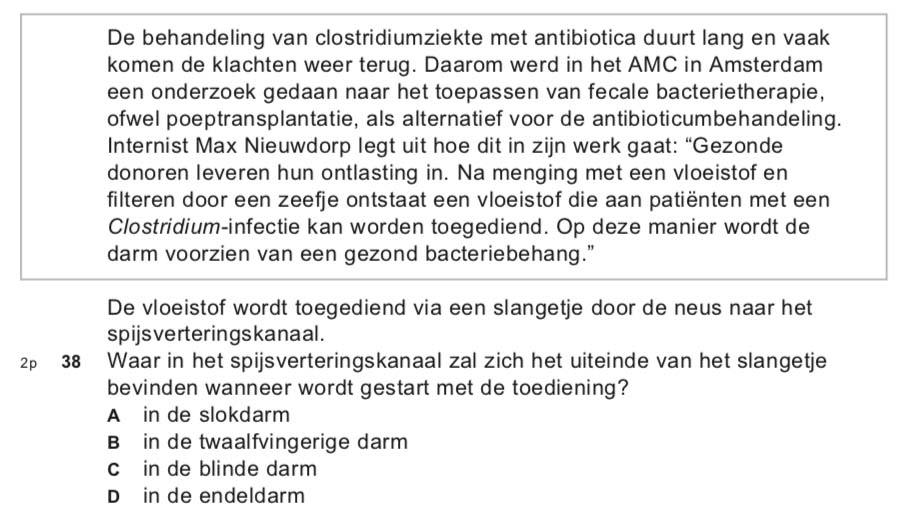 De behandeling van clostridiumziekte met antibiotica duurt lang en vaak
komen de klachten weer terug. Daarom werd in het AMC in Amsterdam
een onderzoek gedaan naar het toepassen van fecale bacterietherapie,
ofwel poeptransplantatie, als alternatief voor de antibioticumbehandeling.
Internist Max Nieuwdorp legt uit hoe dit in zijn werk gaat: “Gezonde
donoren leveren hun ontlasting in. Na menging met een vloeistof en
filteren door een zeefje ontstaat een vloeistof die aan patiënten met een
Clostridium-infectie kan worden toegediend. Op deze manier wordt de
darm voorzien van een gezond bacteriebehang.”
De vloeistof wordt toegediend via een slangetje door de neus naar het
spijsverteringskanaal.
2p 38 Waar in het spijsverteringskanaal zal zich het uiteinde van het slangetje
bevinden wanneer wordt gestart met de toediening?
A in de slokdarm
B in de twaalfvingerige darm
C in de blinde darm
D in de endeldarm